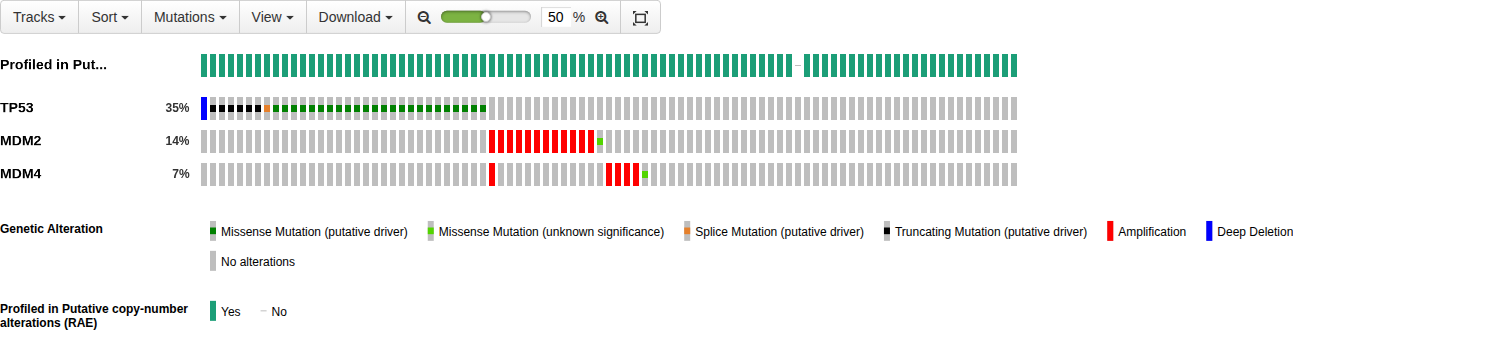 Tracks Sort Mutations View Download 50 %
Profiled in Put...
TP53 35%
MDM2 14%
MDM4 7%
Genetic Alteration Missense Mutation (putative driver) Missense Mutation (unknown significance) Splice Mutation (putative driver) Truncating Mutation (putative driver) Amplification Deep Deletion
No alterations
Profiled in Putative copy-number
alterations (RAE)
Yes No